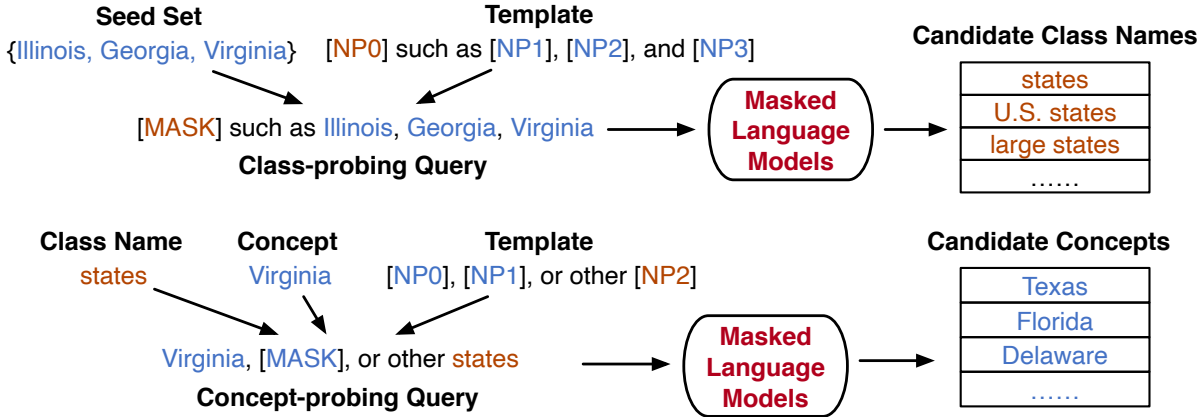 Seed Set
{Illinois, Georgia, Virginia}
Template
[NP0] such as [NP1], [NP2], and [NP3]
[MASK] such as Illinois, Georgia, Virginia
Class-probing Query
Masked
Language
Models
Candidate Class Names
states
U.S. states
large states
......
Class Name
states
Concept
Virginia
Template
[NP0], [NP1], or other [NP2]
Virginia, [MASK], or other states
Concept-probing Query
Masked
Language
Models
Candidate Concepts
Texas
Florida
Delaware
......